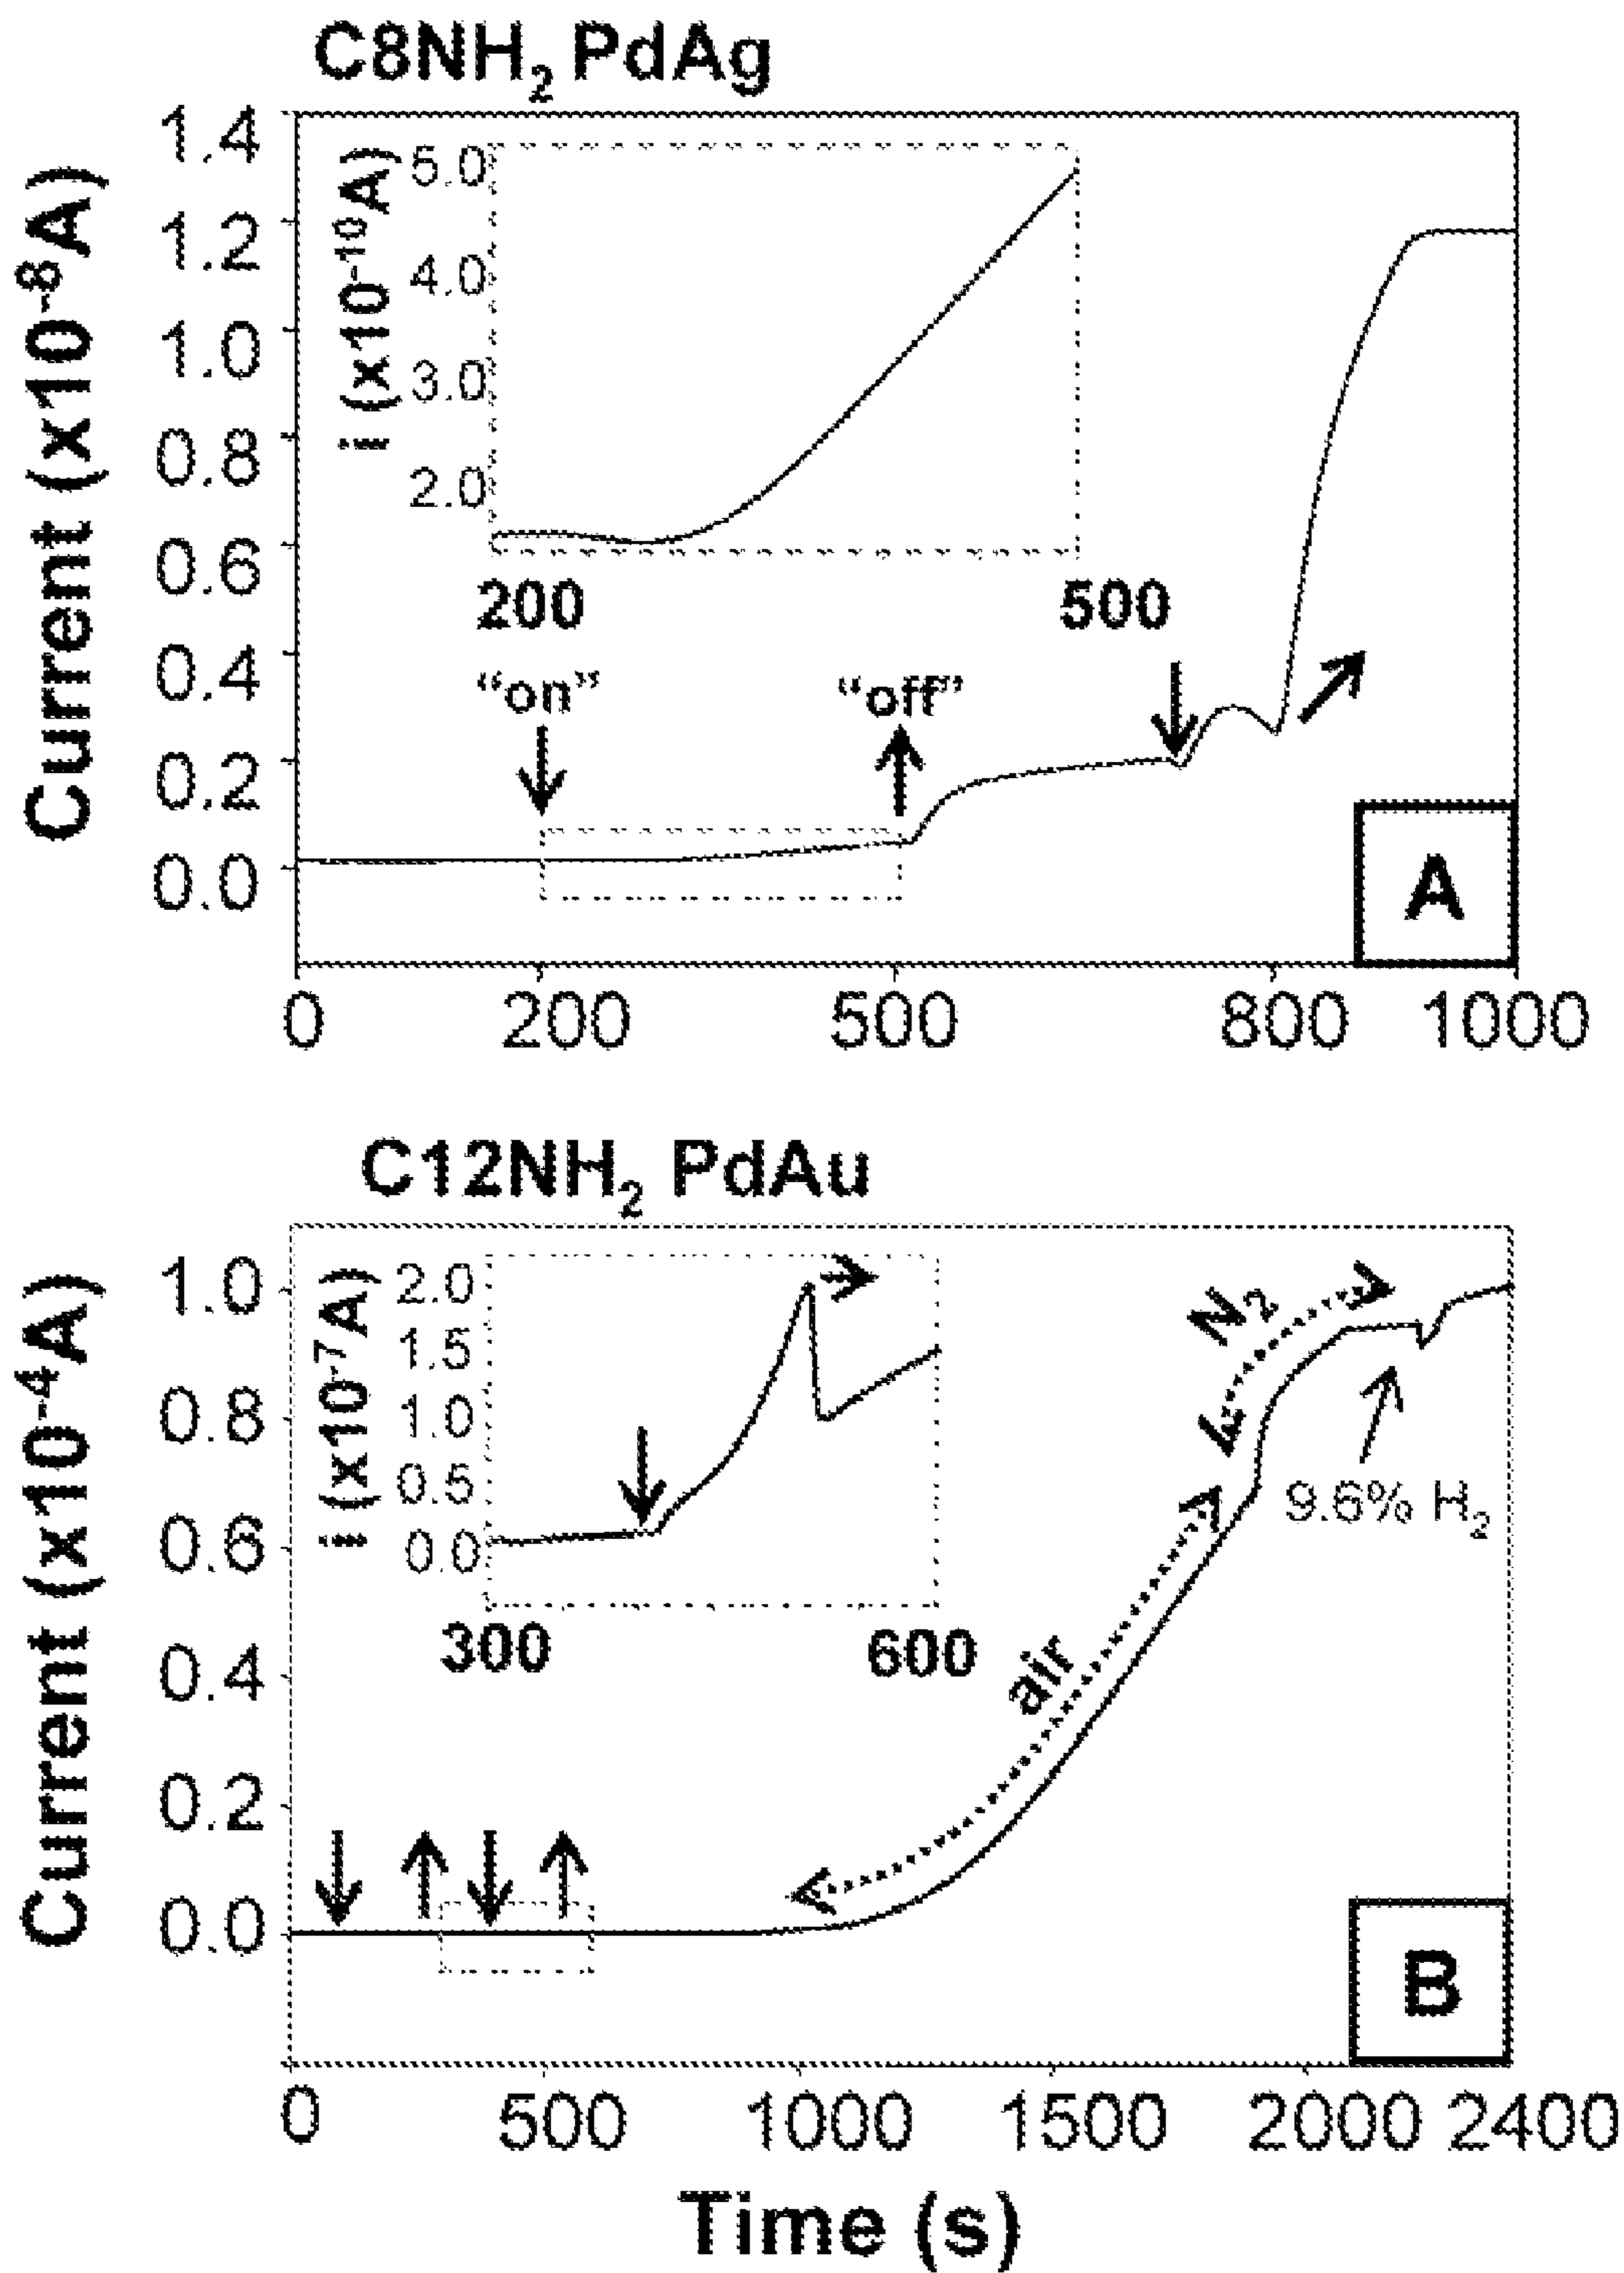 C8NH₂ PdAg
Current (x10⁻⁸A)
1.4
1.2
1.0
0.8
0.6
0.4
0.2
0.0
i (x10⁻¹⁰A)
5.0
4.0
3.0
2.0
200
500
“on”
“off”
A
0
200
500
800
1000
C12NH₂ PdAu
Current (x10⁻⁴A)
1.0
0.8
0.6
0.4
0.2
0.0
i (x10⁻⁷A)
2.0
1.5
1.0
0.5
0.0
300
600
N₂
9.6% H₂
air
B
0
500
1000
1500
2000
2400
Time (s)